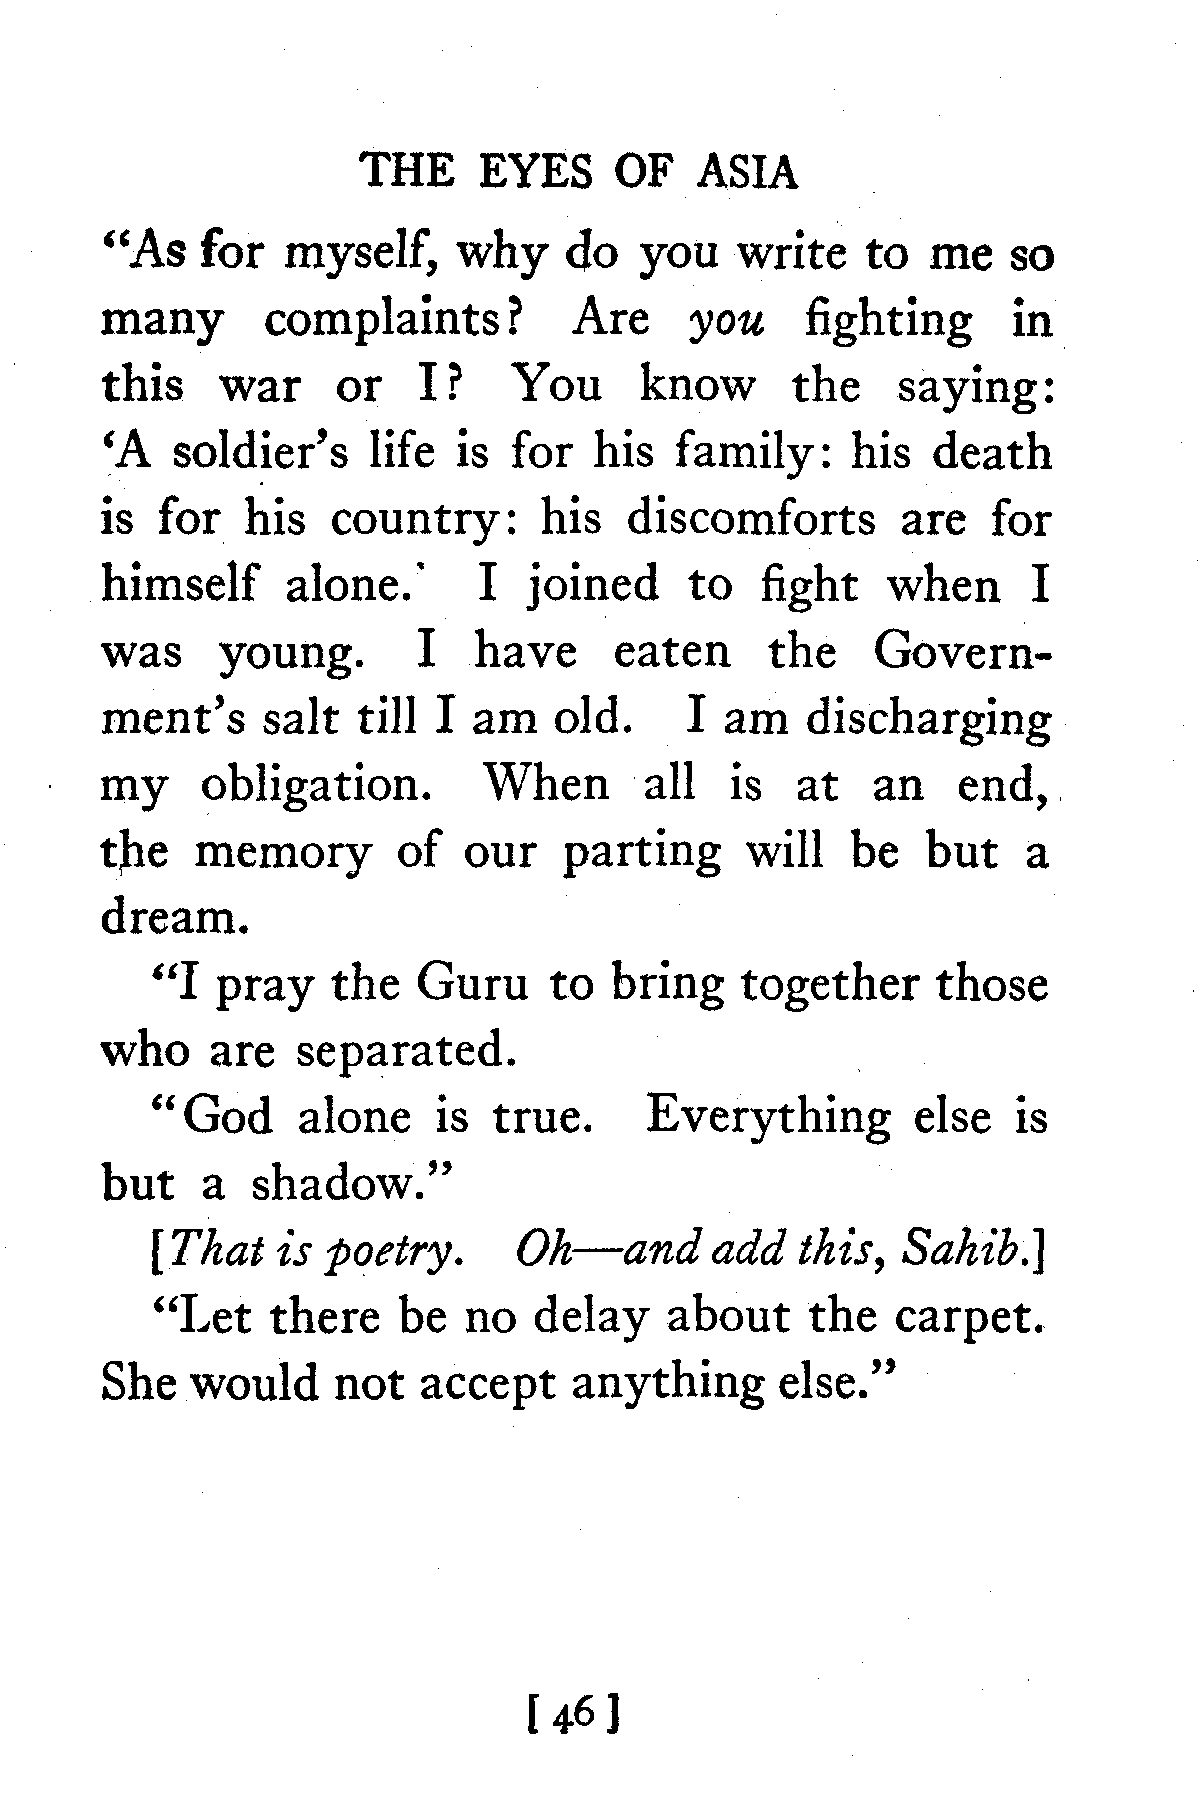 THE EYES OF ASIA
“As for myself, why do you write to me so
many complaints? Are you fighting in
this war or I? You know the saying:
‘A soldier’s life is for his family: his death
is for his country: his discomforts are for
himself alone.’ I joined to fight when I
was young. I have eaten the Govern-
ment’s salt till I am old. I am discharging
my obligation. When all is at an end,
the memory of our parting will be but a
dream.
“I pray the Guru to bring together those
who are separated.
“God alone is true. Everything else is
but a shadow.”
[That is poetry. Oh—and add this, Sahib.]
“Let there be no delay about the carpet.
She would not accept anything else.”
[ 46 ]